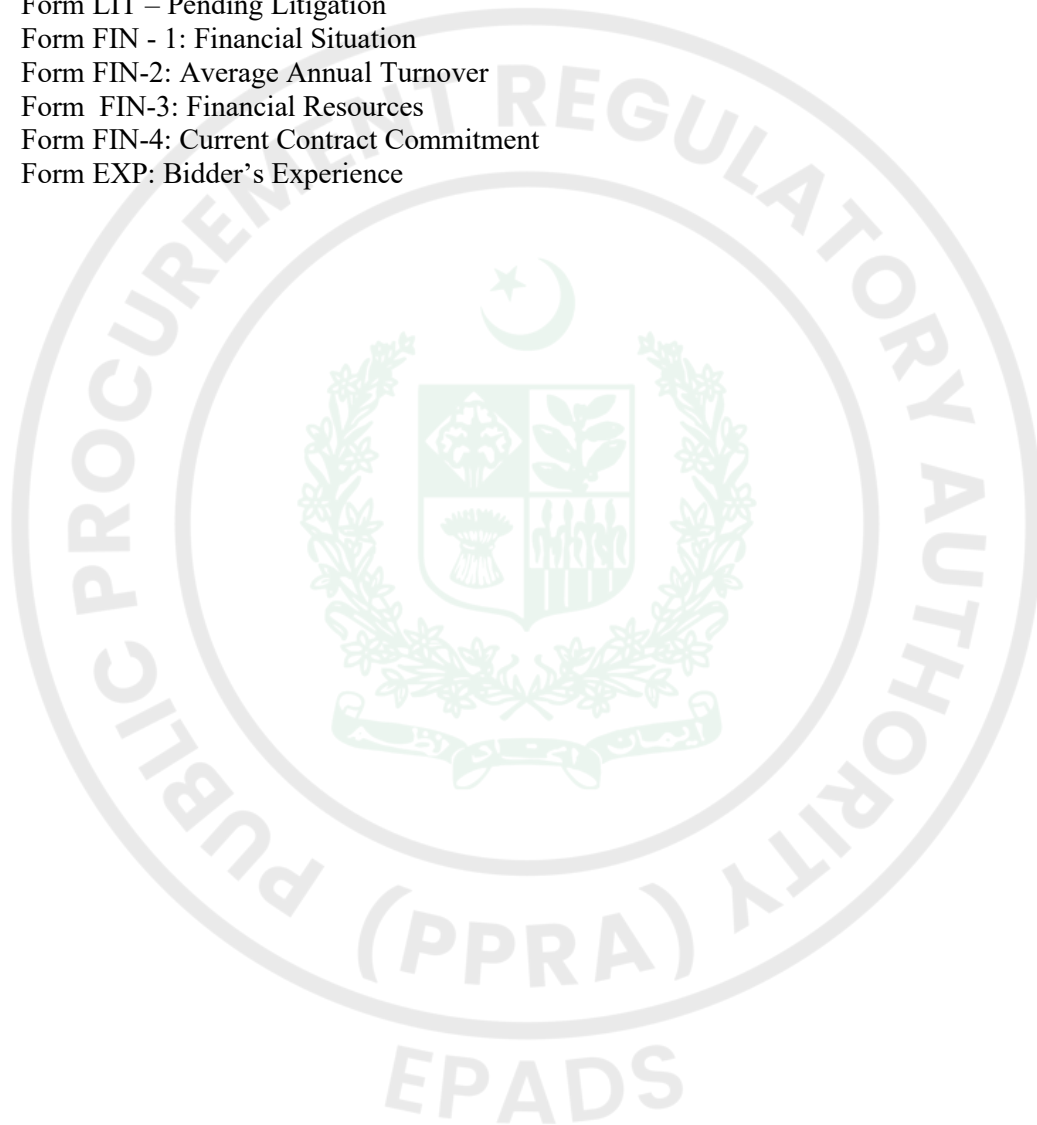 Form LIT – Pending Litigation
Form FIN - 1: Financial Situation
Form FIN-2: Average Annual Turnover
Form  FIN-3: Financial Resources
Form FIN-4: Current Contract Commitment
Form EXP: Bidder’s Experience
PUBLIC PROCUREMENT REGULATORY AUTHORITY
(PPRA)
EPADS